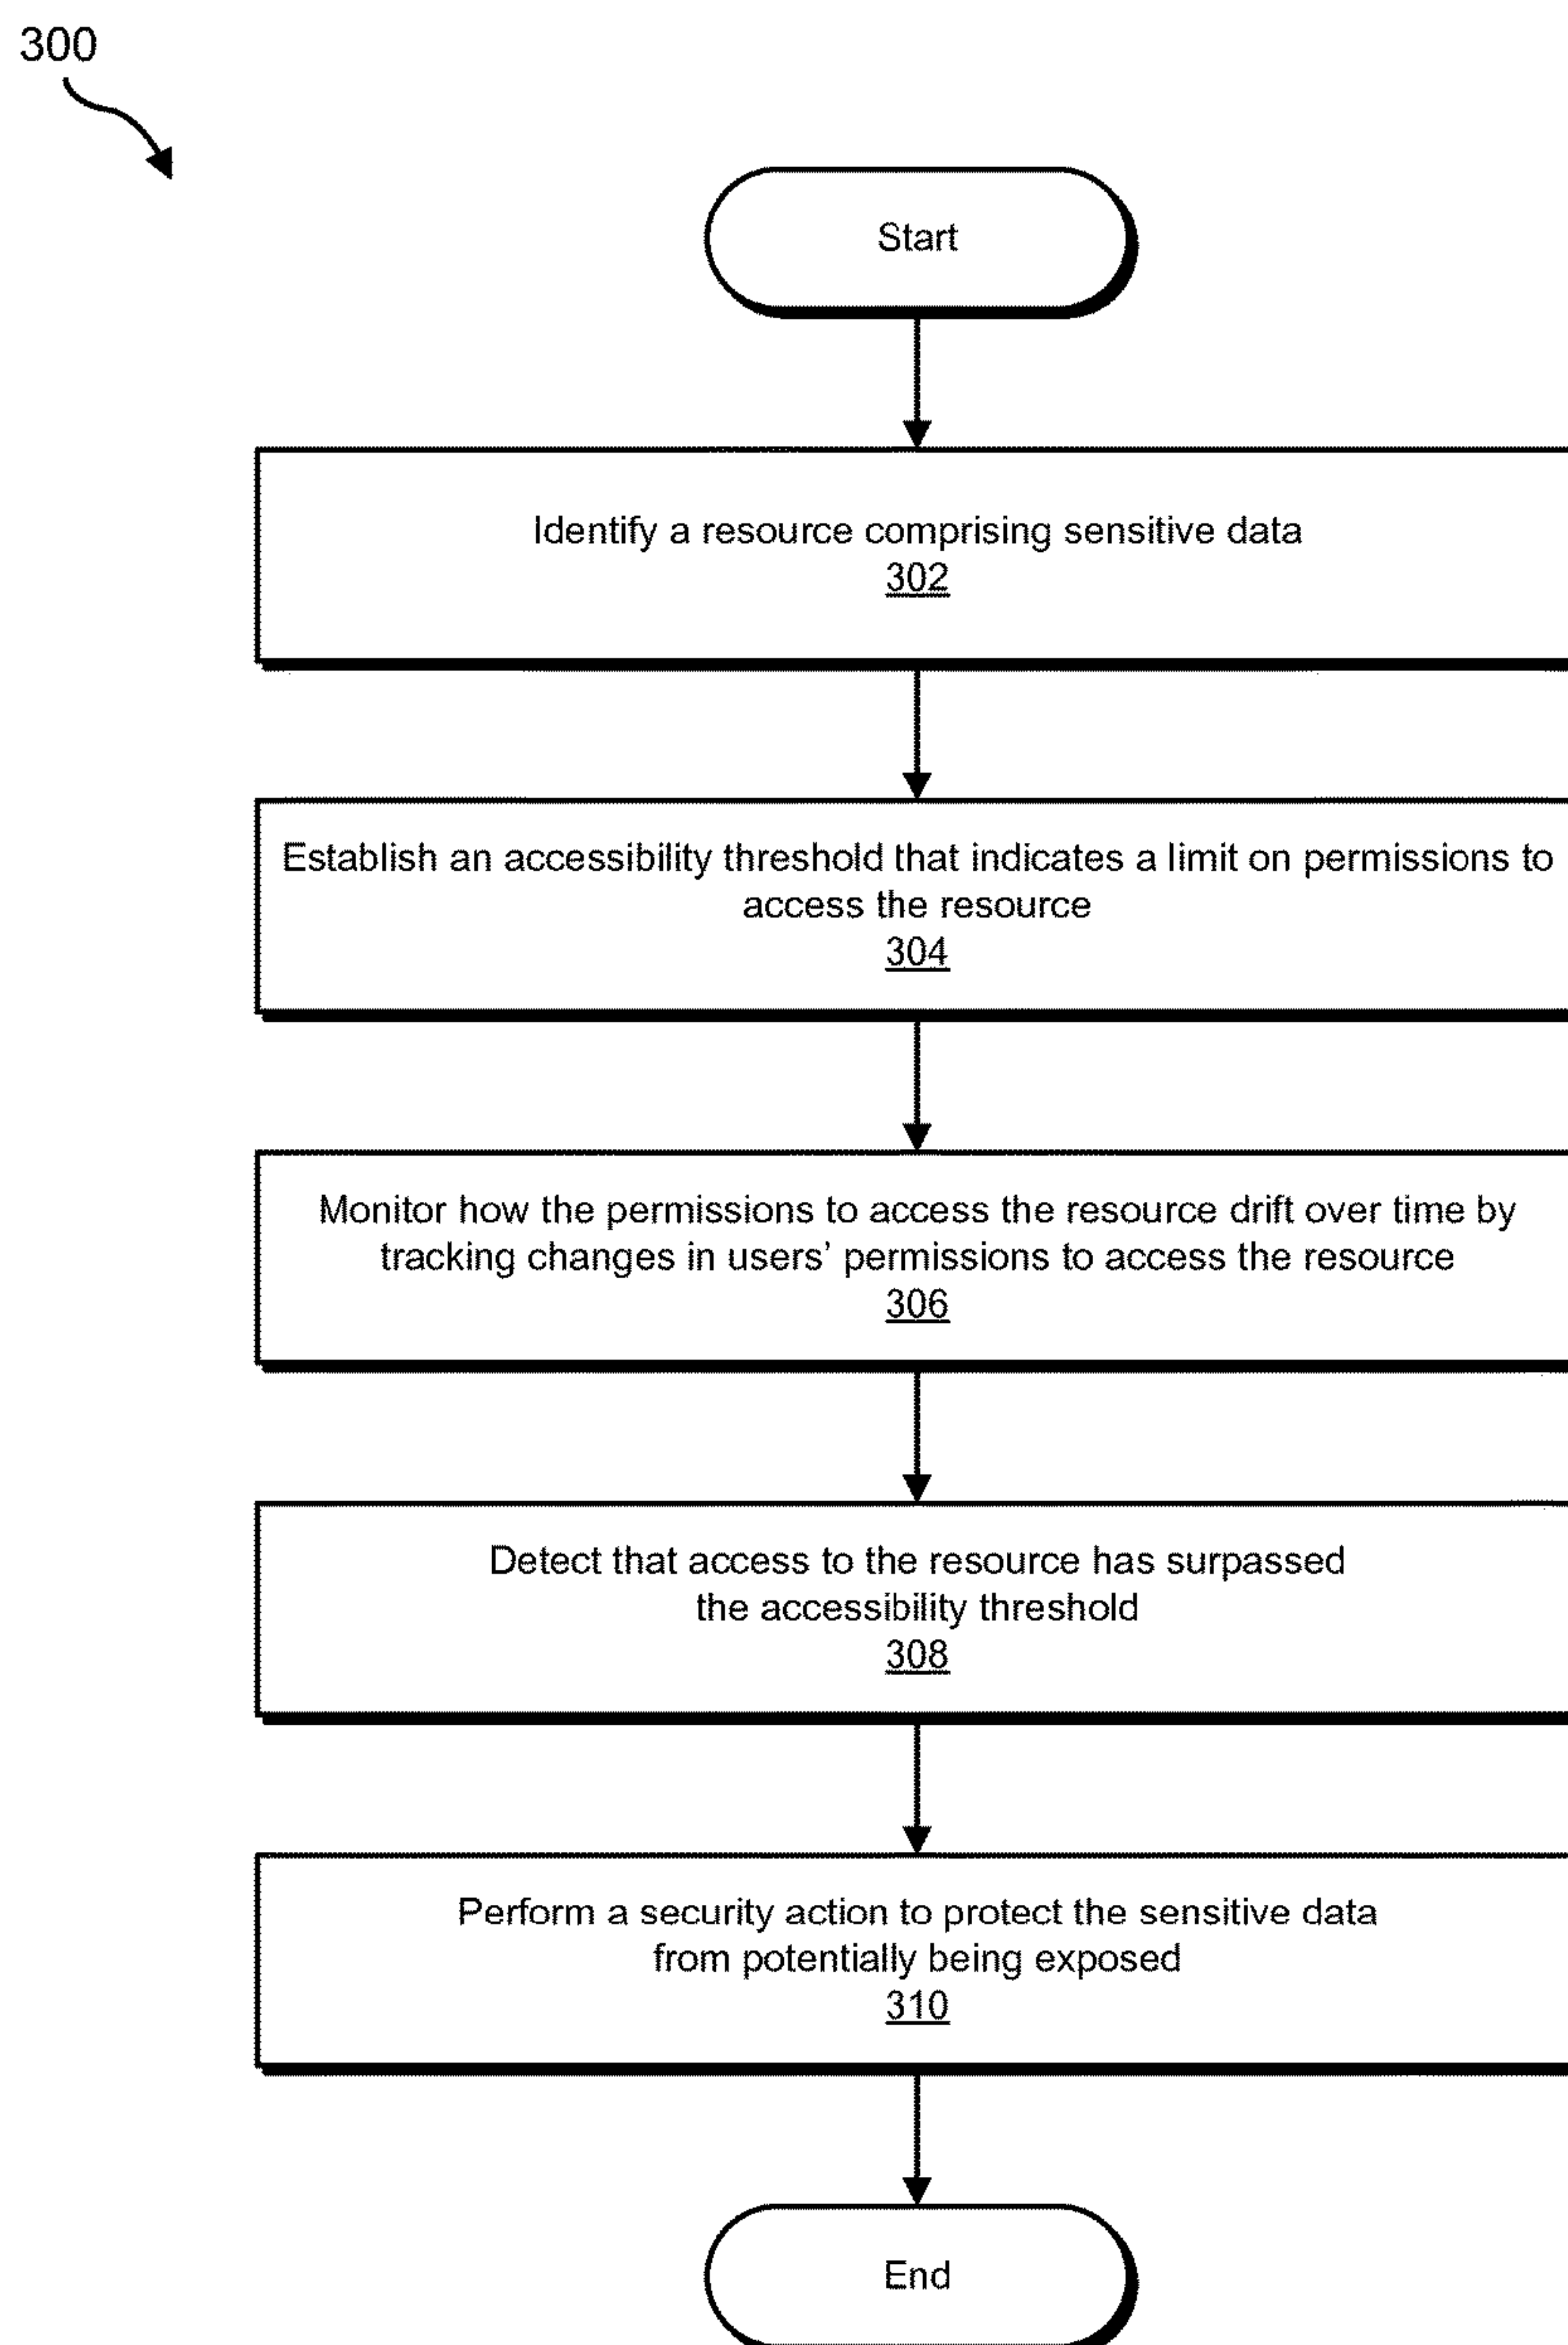 300
Start
Identify a resource comprising sensitive data
302
Establish an accessibility threshold that indicates a limit on permissions to
access the resource
304
Monitor how the permissions to access the resource drift over time by
tracking changes in users’ permissions to access the resource
306
Detect that access to the resource has surpassed
the accessibility threshold
308
Perform a security action to protect the sensitive data
from potentially being exposed
310
End